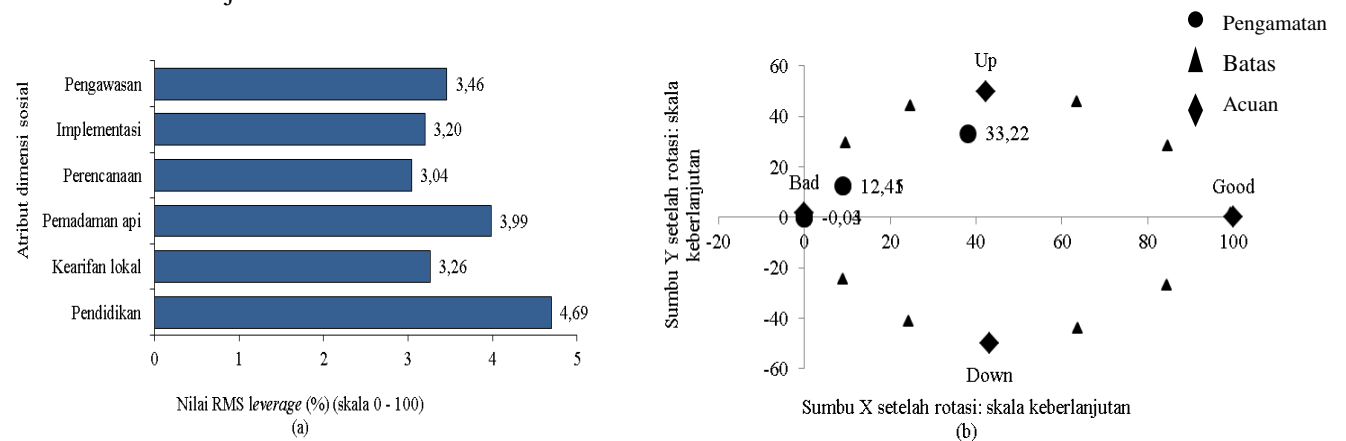 Atribut dimensi sosial
Pengawasan
3,46
Implementasi
3,20
Perencanaan
3,04
Pemadaman api
3,99
Kearifan lokal
3,26
Pendidikan
4,69
0 1 2 3 4 5
Nilai RMS leverage (%) (skala 0 - 100)
(a)
Pengamatan
Batas
Acuan
Sumbu Y setelah rotasi: skala
keberlanjutan
60
40
20
0
-20
-40
-60
Up
33,22
Bad
Good
Down
-20 0 20 40 60 80 100
Sumbu X setelah rotasi: skala keberlanjutan
(b)